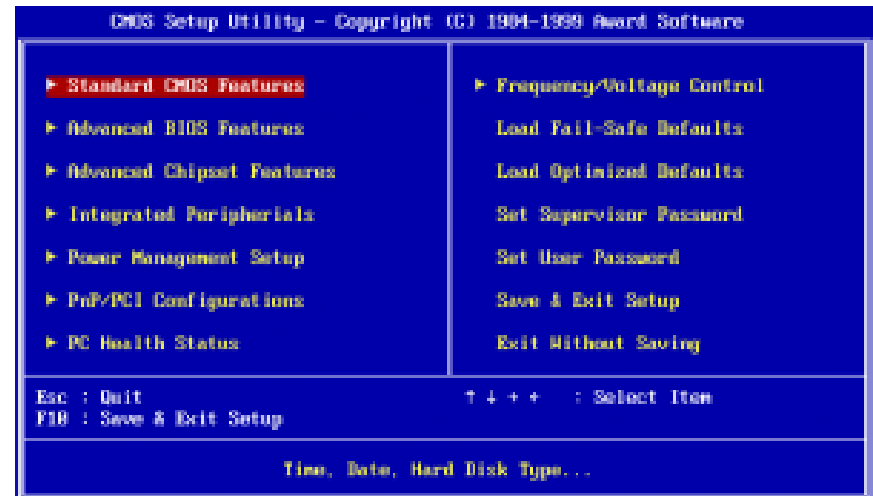 CMOS Setup Utility - Copyright (C) 1984-1999 Award Software
► Standard CMOS Features
► Advanced BIOS Features
► Advanced Chipset Features
► Integrated Peripherials
► Power Management Setup
► PnP/PCI Configurations
► PC Health Status
► Frequency/Voltage Control
Load Fail-Safe Defaults
Load Optimized Defaults
Set Supervisor Password
Set User Password
Save & Exit Setup
Exit Without Saving
Esc : Quit
F10 : Save & Exit Setup
↑ ↓ → ← : Select Item
Time, Date, Hard Disk Type...